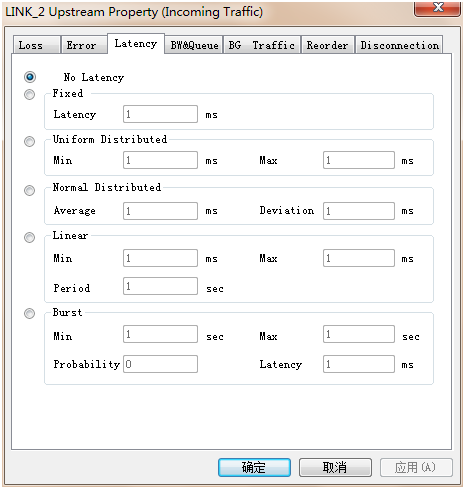 LINK_2 Upstream Property (Incoming Traffic)
Loss Error Latency BW&Queue BG Traffic Reorder Disconnection
No Latency
Fixed
Latency 1 ms
Uniform Distributed
Min 1 ms Max 1 ms
Normal Distributed
Average 1 ms Deviation 1 ms
Linear
Min 1 ms Max 1 ms
Period 1 sec
Burst
Min 1 sec Max 1 sec
Probability 0 Latency 1 ms
确定 取消 应用(A)